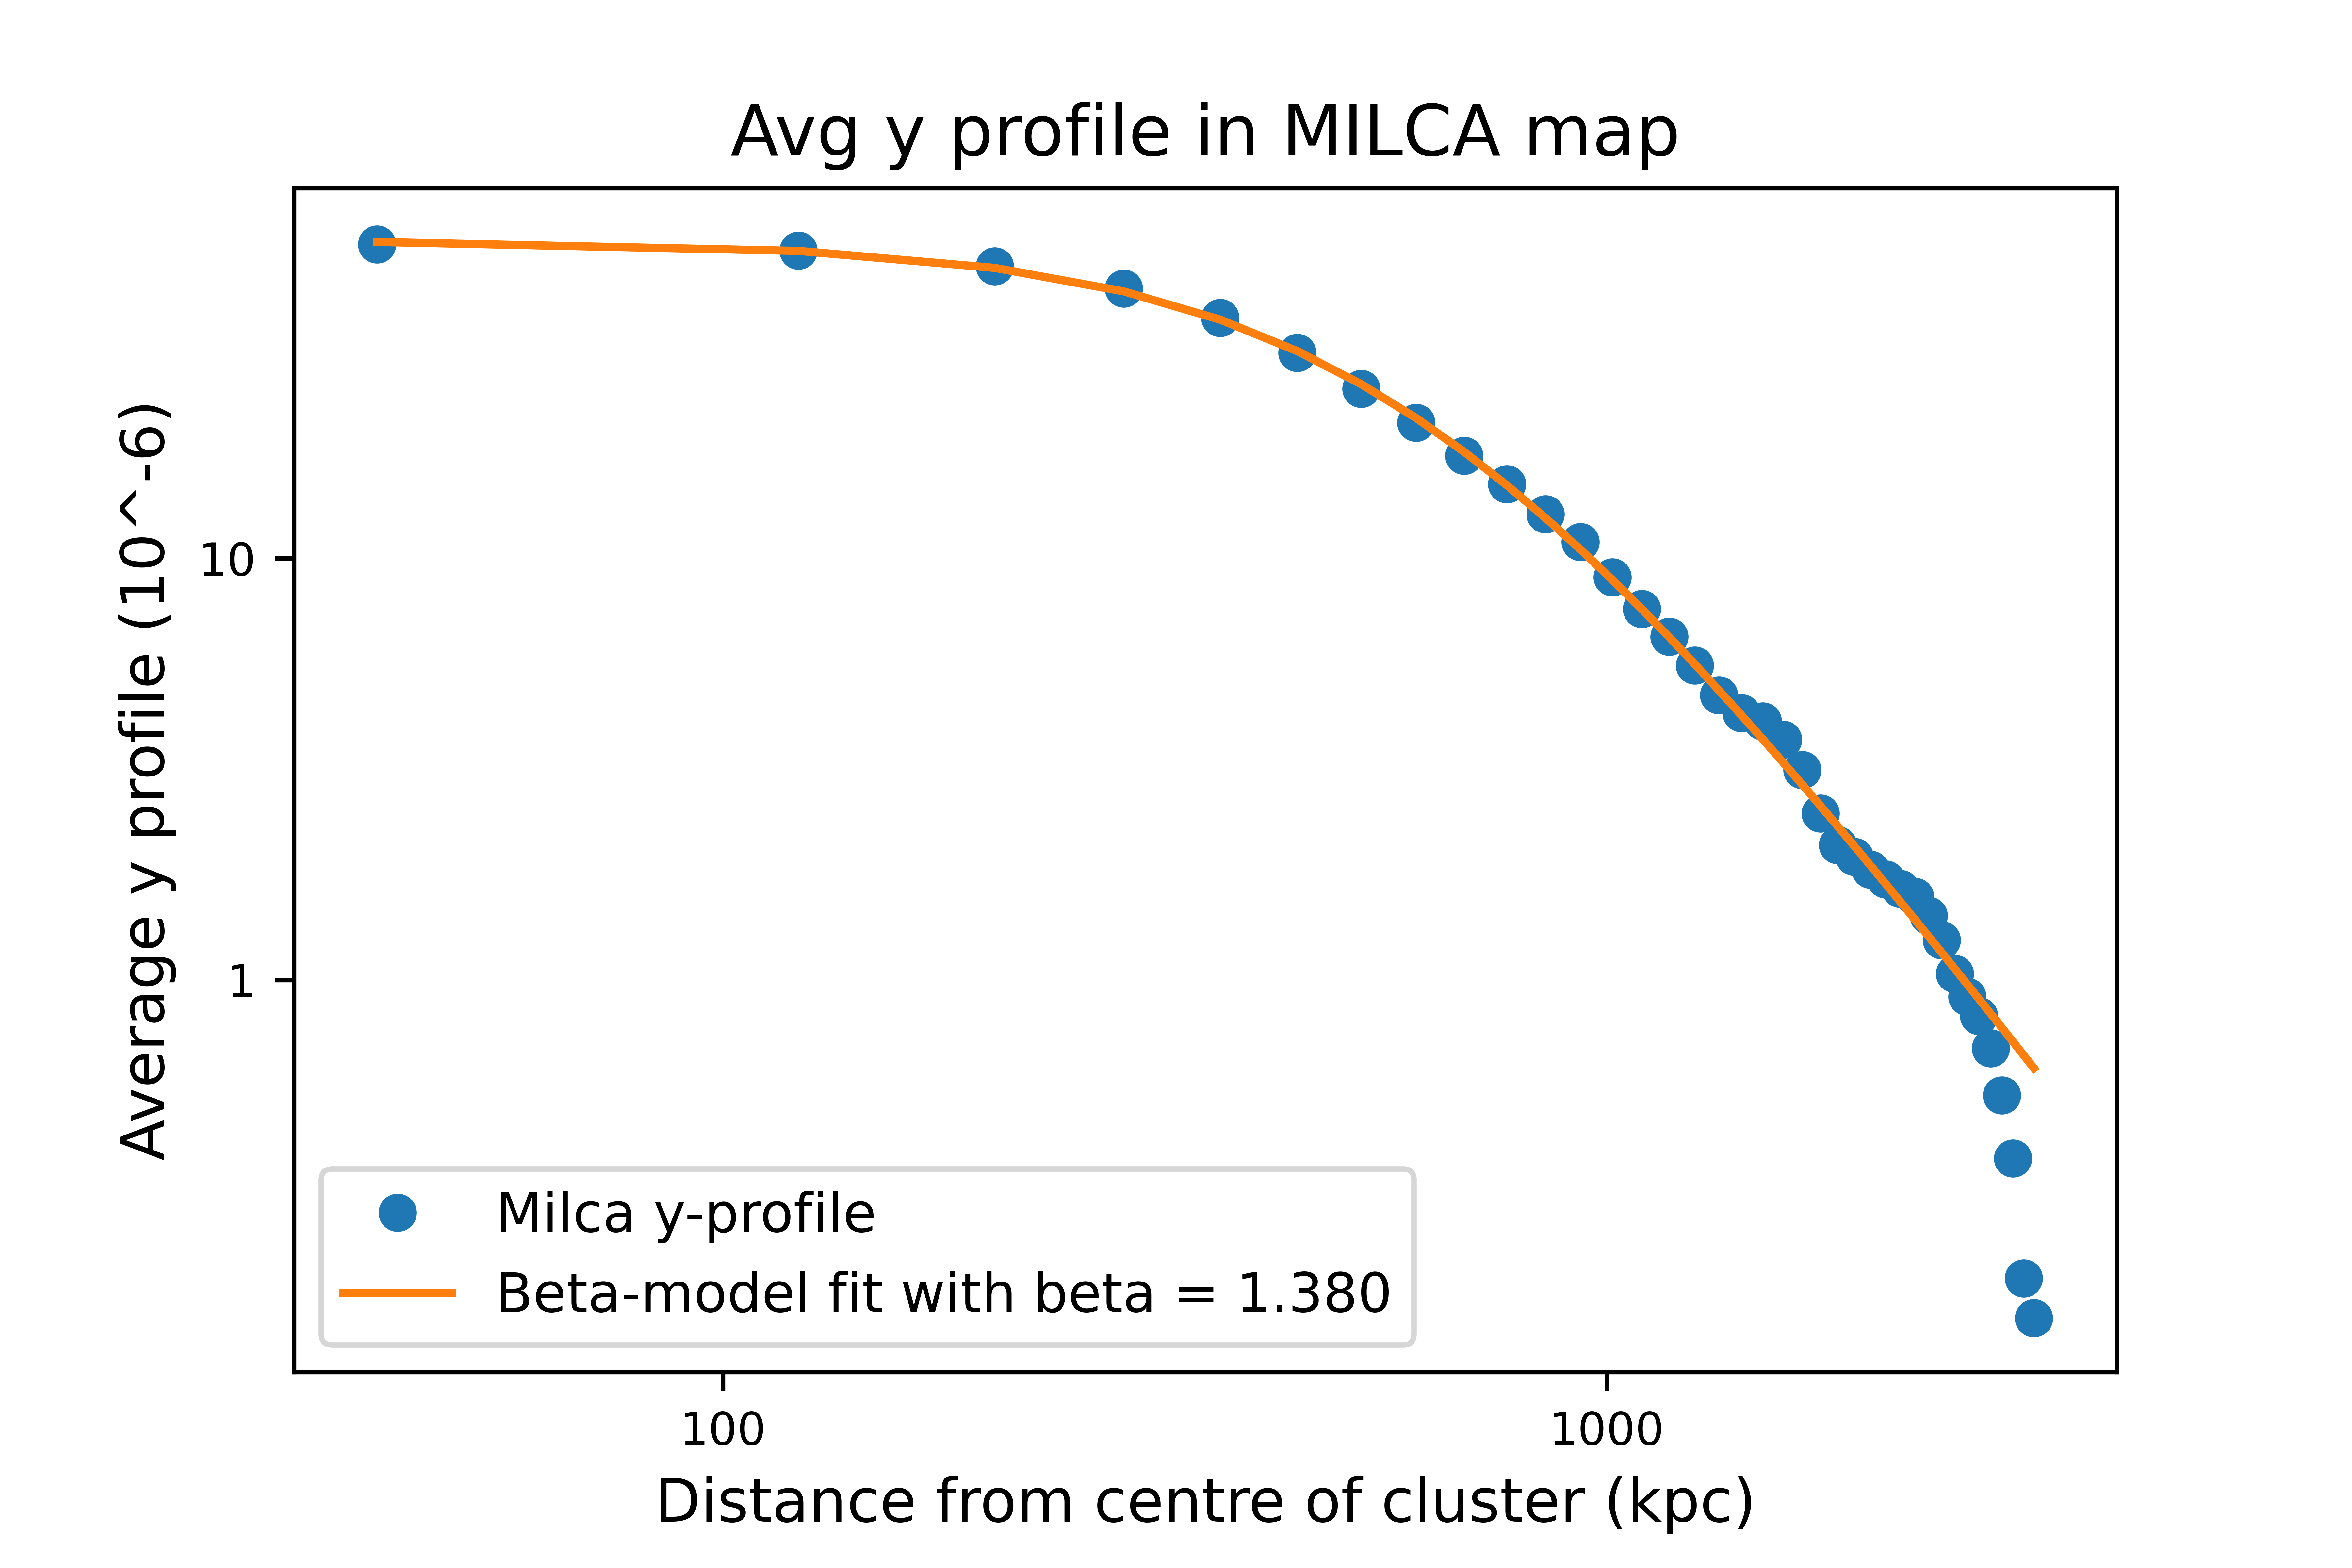 Avg y profile in MILCA map
Average y profile (10^-6)
10
1
Milca y-profile
Beta-model fit with beta = 1.380
100
1000
Distance from centre of cluster (kpc)